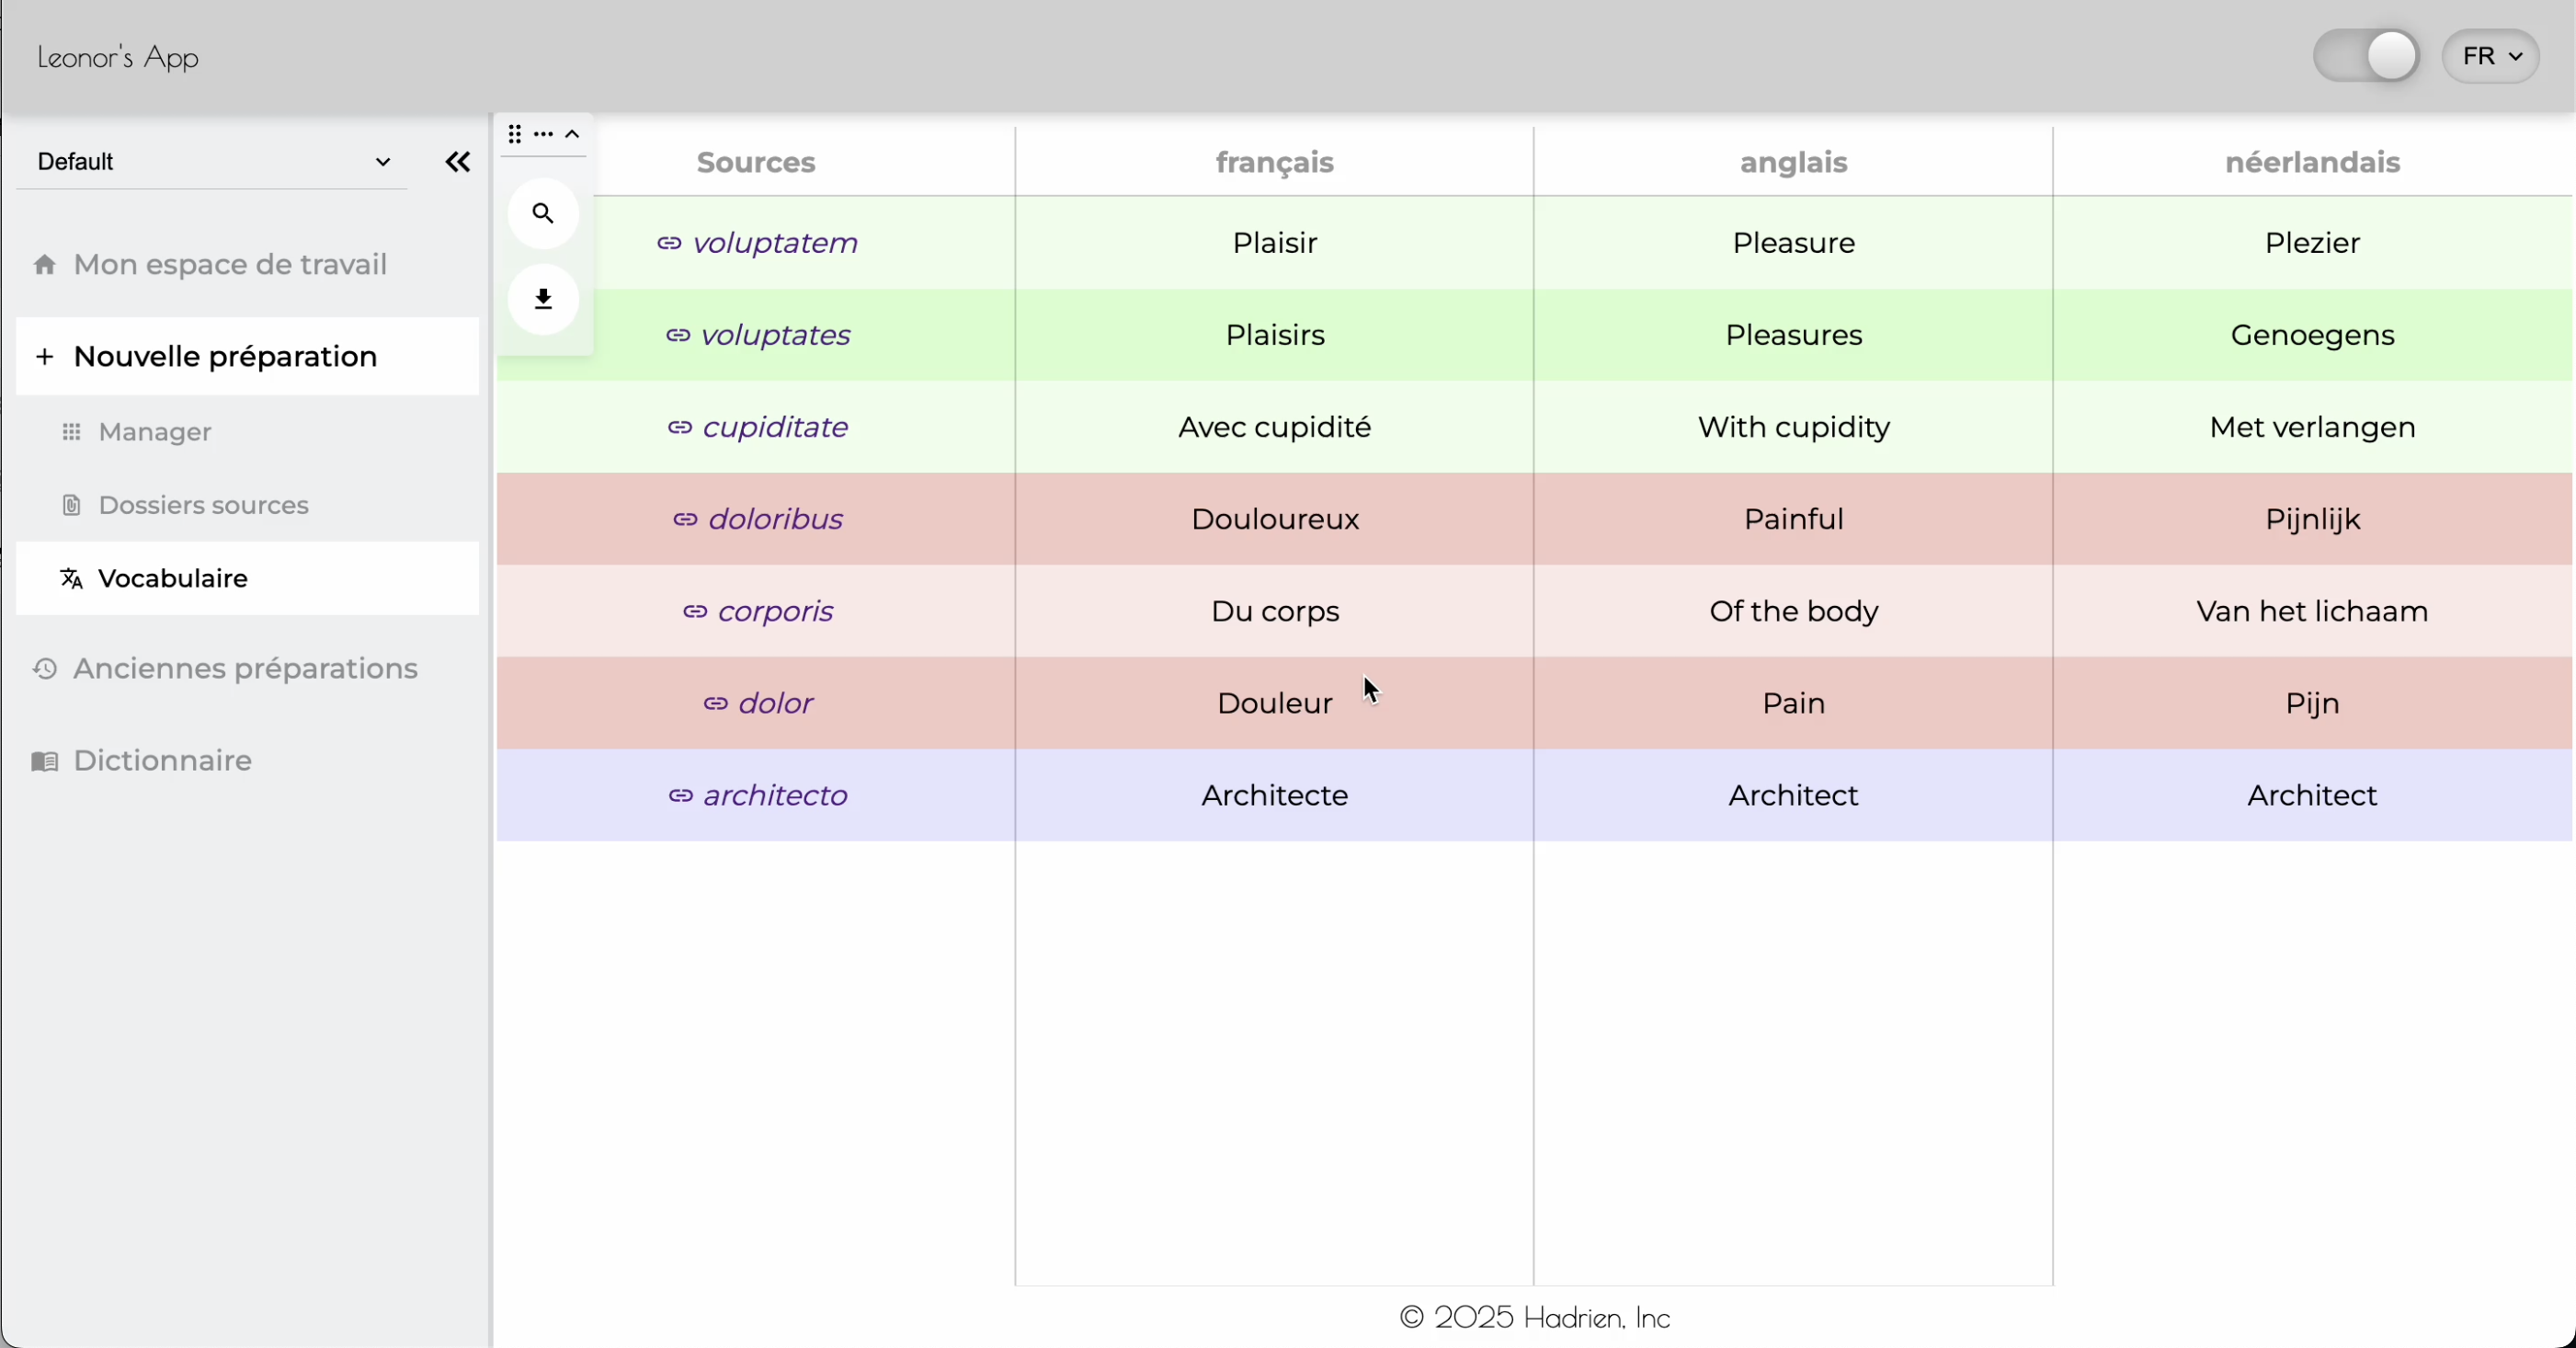 Leonor's App
FR
Default
Mon espace de travail
Nouvelle préparation
Manager
Dossiers sources
Vocabulaire
Anciennes préparations
Dictionnaire
Sources français anglais néerlandais
voluptatem Plaisir Pleasure Plezier
voluptates Plaisirs Pleasures Genoegens
cupiditate Avec cupidité With cupidity Met verlangen
doloribus Douloureux Painful Pijnlijk
corporis Du corps Of the body Van het lichaam
dolor Douleur Pain Pijn
architecto Architecte Architect Architect
© 2025 Hadrien, Inc